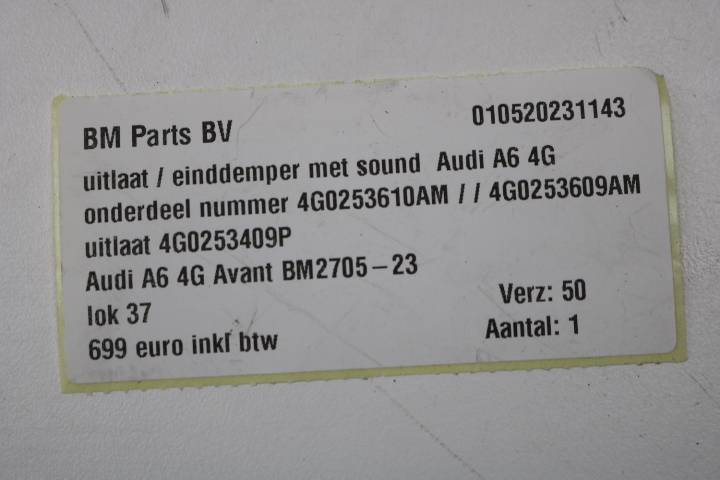 BM Parts BV 010520231143
uitlaat / einddemper met sound Audi A6 4G
onderdeel nummer 4G0253610AM / / 4G0253609AM
uitlaat 4G0253409P
Audi A6 4G Avant BM2705-23
lok 37 Verz: 50
699 euro inkl btw Aantal: 1